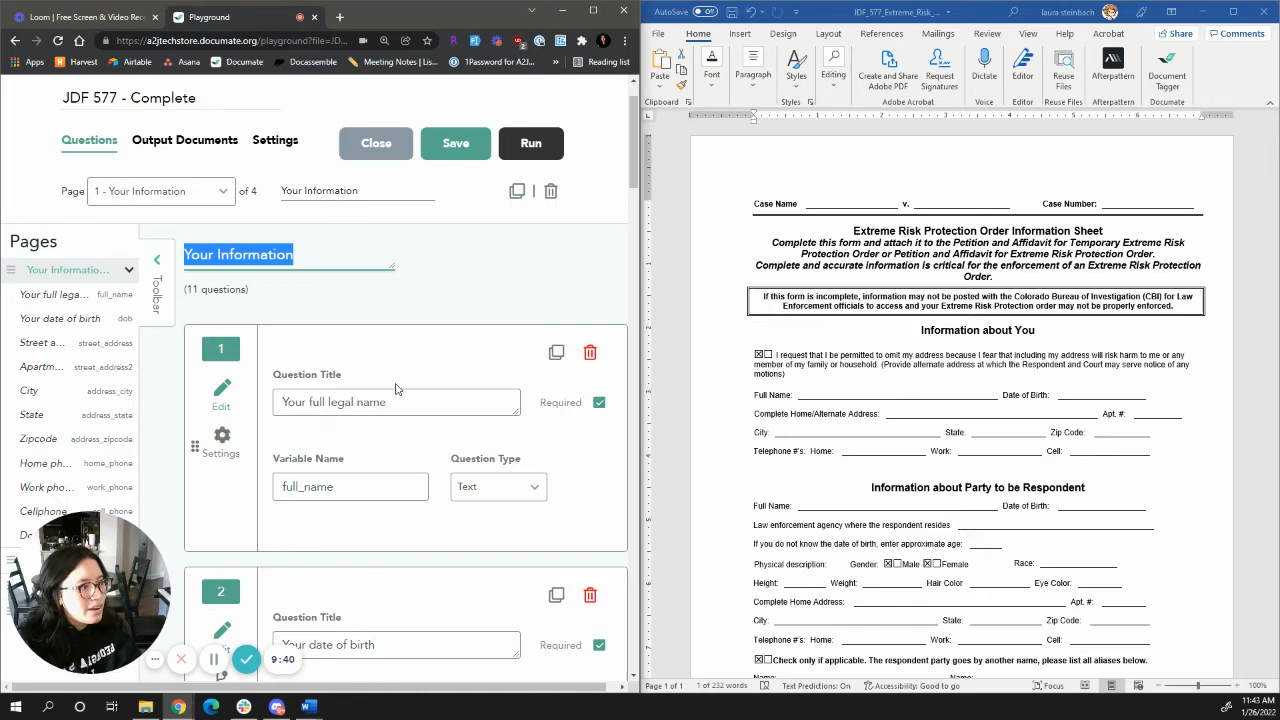 Loom | Free Screen & Video Rec
Playground
https://a2jtechstore.documate.org/playground?file=JD...
Apps
Harvest
Airtable
Asana
Documate
Docassemble
Meeting Notes | Lis...
1Password for A2J...
»
Reading list
JDF 577 - Complete
Questions
Output Documents
Settings
Close
Save
Run
Page
1 - Your Information
of 4
Your Information
Pages
Your Informatio...
Your full lega... full_name
Your date of birth dob
Street a... street_address
Apartm... street_address2
City address_city
State address_state
Zipcode address_zipcode
Home ph... home_phone
Work pho... work_phone
Cellphone
Toolbar
Your Information
(11 questions)
1
Edit
Settings
Question Title
Your full legal name
Required
Variable Name
full_name
Question Type
Text
2
Question Title
Your date of birth
Required
9:40
AutoSave Off
JDF_577_Extreme_Risk_...
laura steinbach
File
Home
Insert
Design
Layout
References
Mailings
Review
View
Help
Acrobat
Share
Comments
Paste
Font
Paragraph
Styles
Editing
Create and Share
Adobe PDF
Request
Signatures
Dictate
Editor
Reuse
Files
Afterpattern
Document
Tagger
Clipboard
Styles
Adobe Acrobat
Voice
Editor
Reuse Files
Afterpattern
Documate
Case Name v. Case Number:
Extreme Risk Protection Order Information Sheet
Complete this form and attach it to the Petition and Affidavit for Temporary Extreme Risk
Protection Order or Petition and Affidavit for Extreme Risk Protection Order.
Complete and accurate information is critical for the enforcement of an Extreme Risk Protection
Order.
If this form is incomplete, information may not be posted with the Colorado Bureau of Investigation (CBI) for Law
Enforcement officials to access and your Extreme Risk Protection order may not be properly enforced.
Information about You
☒☐ I request that I be permitted to omit my address because I fear that including my address will risk harm to me or any
member of my family or household. (Provide alternate address at which the Respondent and Court may serve notice of any
motions)
Full Name: Date of Birth:
Complete Home/Alternate Address: Apt. #:
City: State: Zip Code:
Telephone #'s: Home: Work: Cell:
Information about Party to be Respondent
Full Name: Date of Birth:
Law enforcement agency where the respondent resides
If you do not know the date of birth, enter approximate age:
Physical description: Gender: ☒☐Male ☒☐Female Race:
Height: Weight: Hair Color Eye Color:
Complete Home Address: Apt. #:
City: State: Zip Code:
Telephone #'s: Home: Work: Cell:
☒☐Check only if applicable. The respondent party goes by another name, please list all aliases below.
Page 1 of 1
1 of 232 words
Text Predictions: On
Accessibility: Good to go
Focus
100%
11:43 AM
1/26/2022